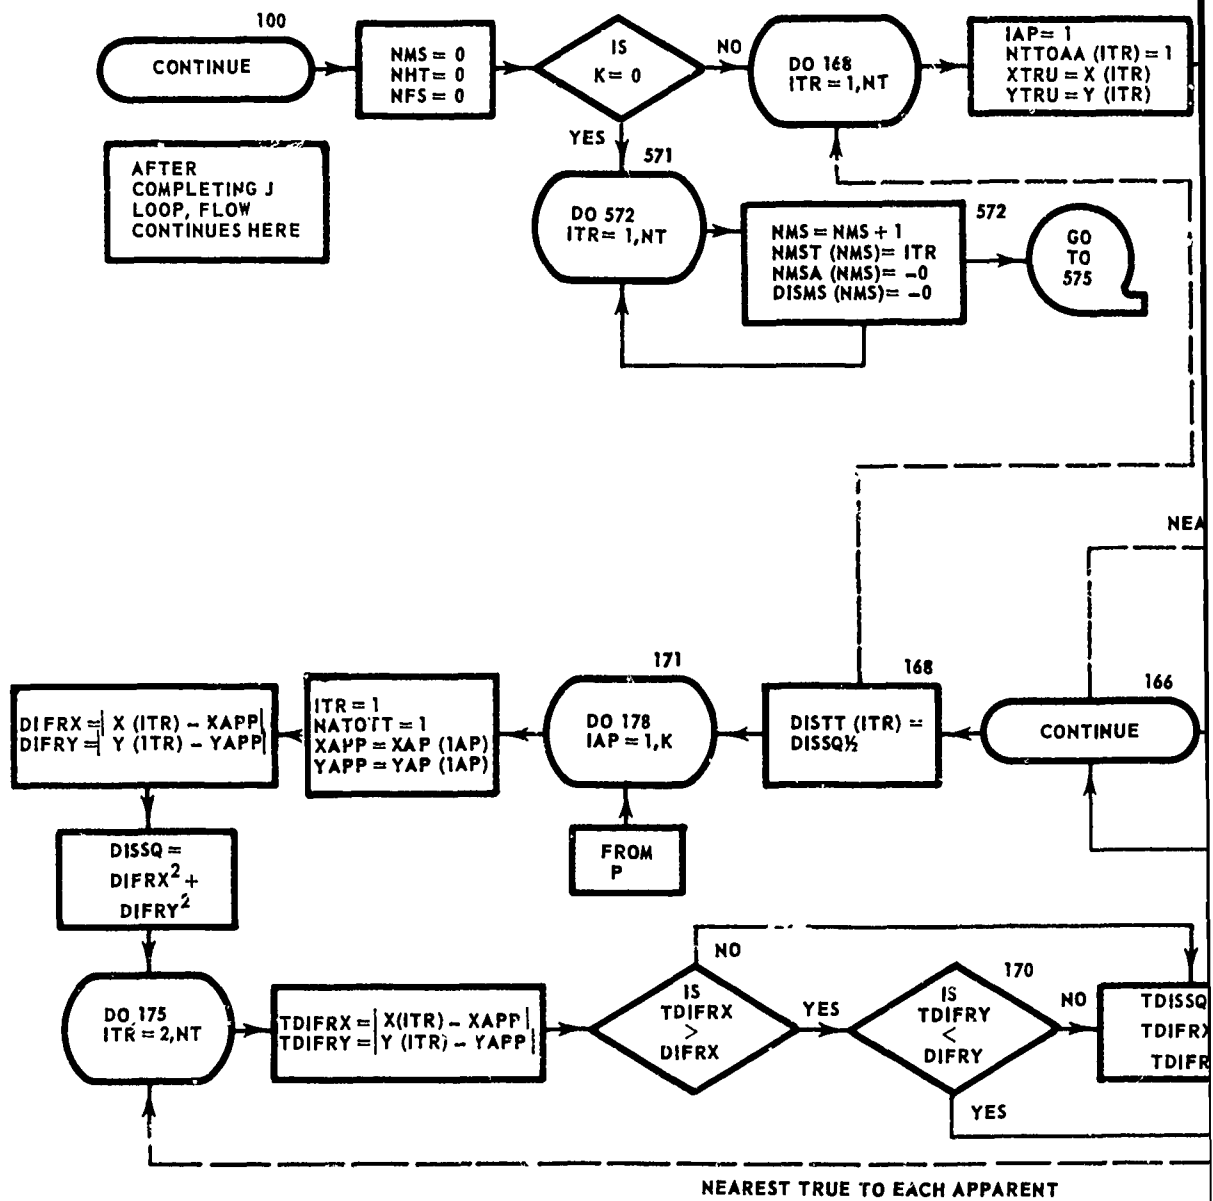 100
CONTINUE
NMS = 0
NHT = 0
NFS = 0
IS
K = 0
NO
YES
DO 168
ITR = 1,NT
IAP = 1
NTTOAA (ITR) = 1
XTRU = X (ITR)
YTRU = Y (ITR)
AFTER
COMPLETING J
LOOP, FLOW
CONTINUES HERE
571
DO 572
ITR = 1,NT
572
NMS = NMS + 1
NMST (NMS) = ITR
NMSA (NMS) = -0
DISMS (NMS) = -0
GO
TO
575
NEA
166
CONTINUE
168
DISTT (ITR) =
DISSQ½
171
DO 178
IAP = 1,K
FROM
P
ITR = 1
NATOTT = 1
XAPP = XAP (IAP)
YAPP = YAP (IAP)
DIFRX = |X (ITR) - XAPP|
DIFRY = |Y (ITR) - YAPP|
DISSQ =
DIFRX² +
DIFRY²
DO 175
ITR = 2,NT
TDIFRX = |X(ITR) - XAPP|
TDIFRY = |Y (ITR) - YAPP|
NO
IS
TDIFRX
>
DIFRX
YES
170
IS
TDIFRY
<
DIFRY
NO
YES
TDISSQ
TDIFRX
TDIFR
NEAREST TRUE TO EACH APPARENT